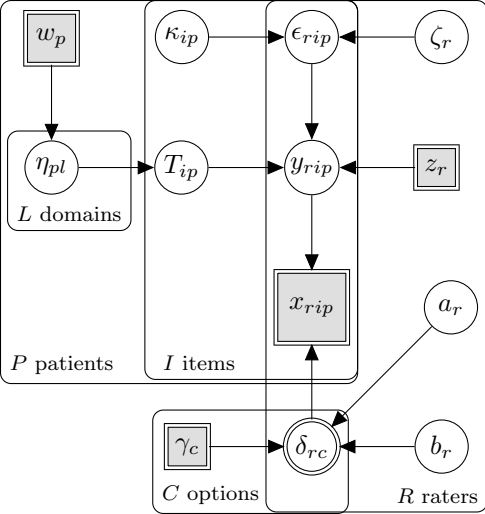 w_p κ_ip ϵ_rip ζ_r
η_pl T_ip y_rip z_r
L domains
x_rip a_r
P patients I items
γ_c δ_rc b_r
C options R raters